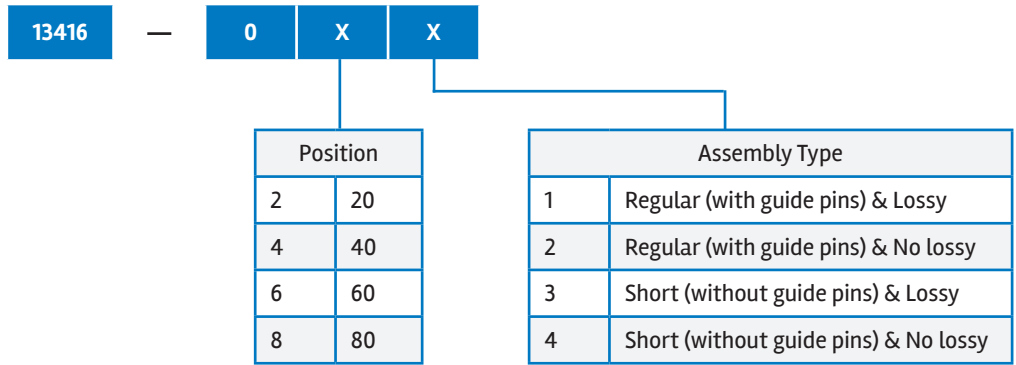 13416 — 0 X X
Position
2 20
4 40
6 60
8 80
Assembly Type
1 Regular (with guide pins) & Lossy
2 Regular (with guide pins) & No lossy
3 Short (without guide pins) & Lossy
4 Short (without guide pins) & No lossy